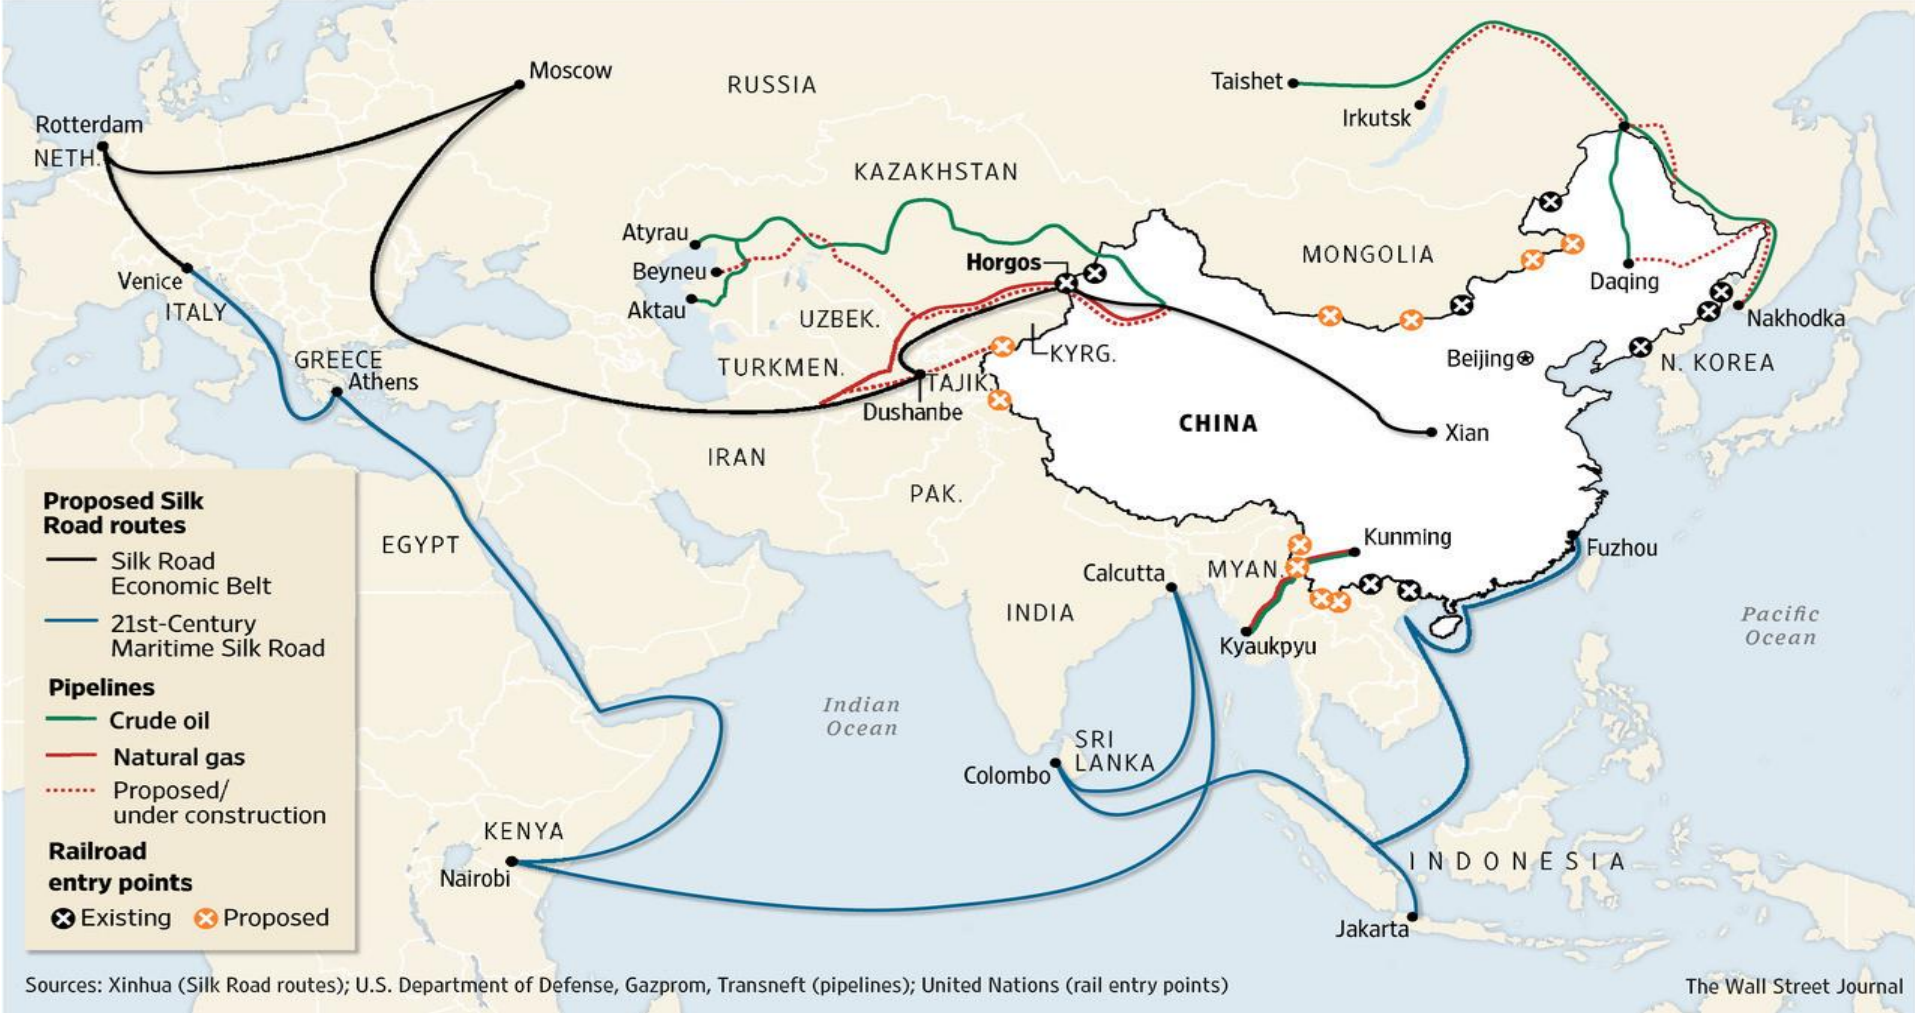 Moscow
RUSSIA
Taishet
Irkutsk
Rotterdam
NETH.
KAZAKHSTAN
Atyrau
Beyneu
Aktau
Horgos
MONGOLIA
Daqing
Nakhodka
Venice
ITALY
UZBEK.
TURKMEN.
KYRG.
TAJIK.
Dushanbe
Beijing
N. KOREA
GREECE
Athens
CHINA
Xian
IRAN
PAK.
EGYPT
Kunming
Fuzhou
MYAN.
Calcutta
INDIA
Kyaukpyu
Pacific
Ocean
Indian
Ocean
SRI
LANKA
Colombo
KENYA
Nairobi
INDONESIA
Jakarta
Proposed Silk
Road routes
Silk Road
Economic Belt
21st-Century
Maritime Silk Road
Pipelines
Crude oil
Natural gas
Proposed/
under construction
Railroad
entry points
Existing
Proposed
Sources: Xinhua (Silk Road routes); U.S. Department of Defense, Gazprom, Transneft (pipelines); United Nations (rail entry points)
The Wall Street Journal